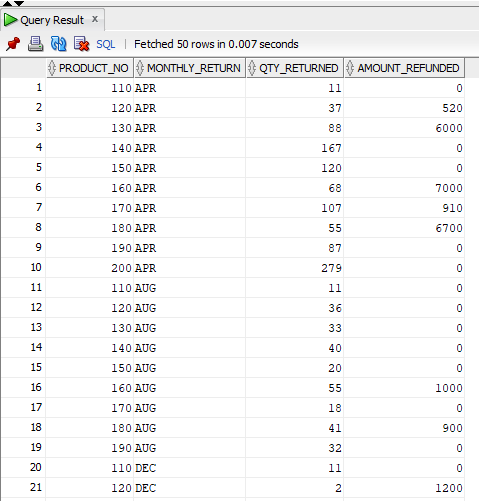 Query Result x
SQL | Fetched 50 rows in 0.007 seconds
PRODUCT_NO MONTHLY_RETURN QTY_RETURNED AMOUNT_REFUNDED
1 110 APR 11 0
2 120 APR 37 520
3 130 APR 88 6000
4 140 APR 167 0
5 150 APR 120 0
6 160 APR 68 7000
7 170 APR 107 910
8 180 APR 55 6700
9 190 APR 87 0
10 200 APR 279 0
11 110 AUG 11 0
12 120 AUG 36 0
13 130 AUG 33 0
14 140 AUG 40 0
15 150 AUG 20 0
16 160 AUG 55 1000
17 170 AUG 18 0
18 180 AUG 41 900
19 190 AUG 32 0
20 110 DEC 11 0
21 120 DEC 2 1200